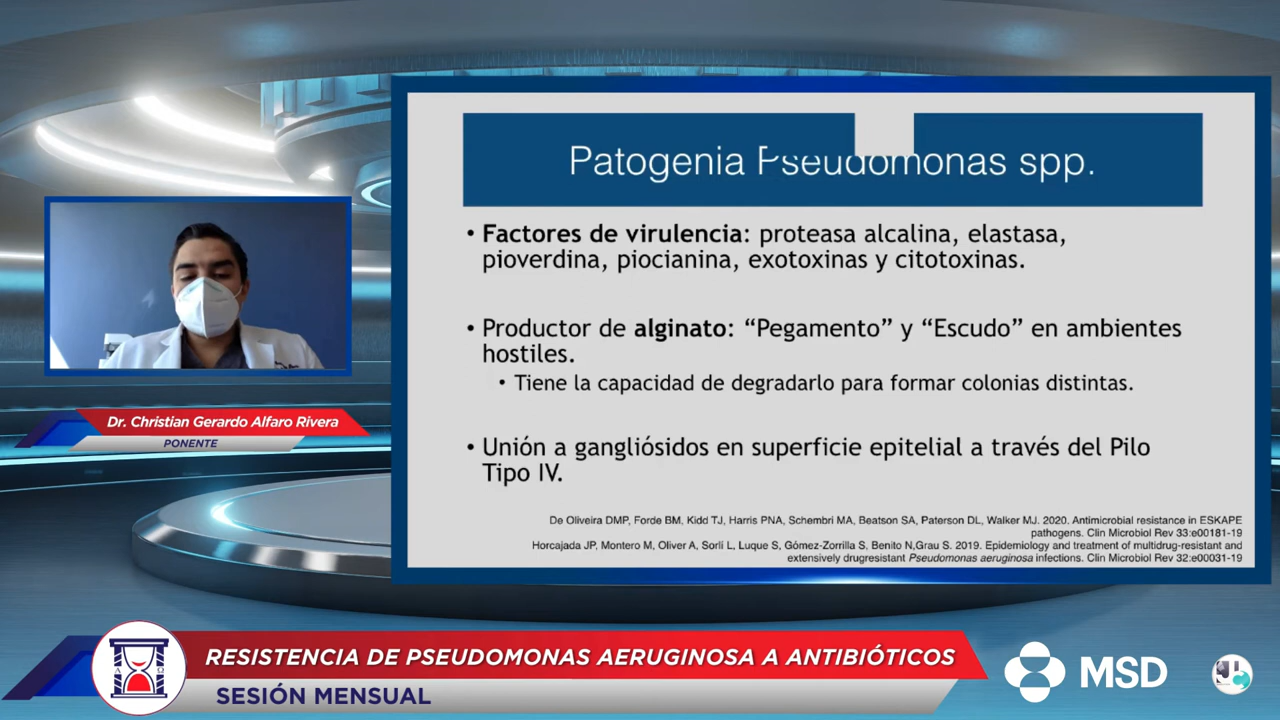 Patogenia Pseudomonas spp.
• Factores de virulencia: proteasa alcalina, elastasa,
pioverdina, piocianina, exotoxinas y citotoxinas.
• Productor de alginato: “Pegamento” y “Escudo” en ambientes
hostiles.
• Tiene la capacidad de degradarlo para formar colonias distintas.
• Unión a gangliósidos en superficie epitelial a través del Pilo
Tipo IV.
De Oliveira DMP, Forde BM, Kidd TJ, Harris PNA, Schembri MA, Beatson SA, Paterson DL, Walker MJ. 2020. Antimicrobial resistance in ESKAPE
pathogens. Clin Microbiol Rev 33:e00181-19
Horcajada JP, Montero M, Oliver A, Sorlí L, Luque S, Gómez-Zorrilla S, Benito N,Grau S. 2019. Epidemiology and treatment of multidrug-resistant and
extensively drugresistant Pseudomonas aeruginosa infections. Clin Microbiol Rev 32:e00031-19
Dr. Christian Gerardo Alfaro Rivera
PONENTE
A Ω
RESISTENCIA DE PSEUDOMONAS AERUGINOSA A ANTIBIÓTICOS
SESIÓN MENSUAL
MSD